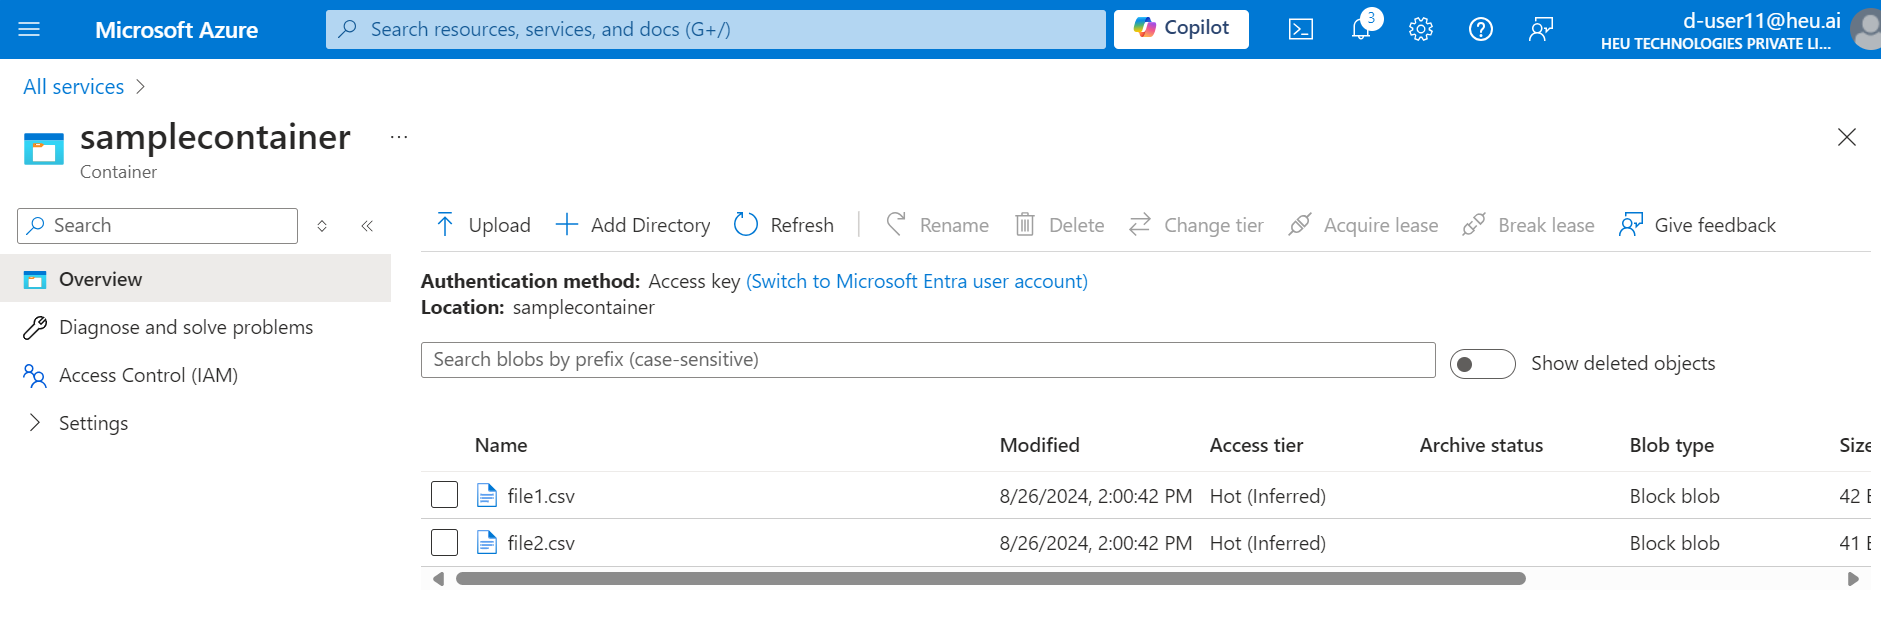 Microsoft Azure
Search resources, services, and docs (G+/)
Copilot
3
d-user11@heu.ai
HEU TECHNOLOGIES PRIVATE LI...
All services
samplecontainer
...
Container
Search
Upload
Add Directory
Refresh
Rename
Delete
Change tier
Acquire lease
Break lease
Give feedback
Overview
Diagnose and solve problems
Access Control (IAM)
Settings
Authentication method: Access key (Switch to Microsoft Entra user account)
Location: samplecontainer
Search blobs by prefix (case-sensitive)
Show deleted objects
Name Modified Access tier Archive status Blob type Size
file1.csv 8/26/2024, 2:00:42 PM Hot (Inferred) Block blob 42
file2.csv 8/26/2024, 2:00:42 PM Hot (Inferred) Block blob 41